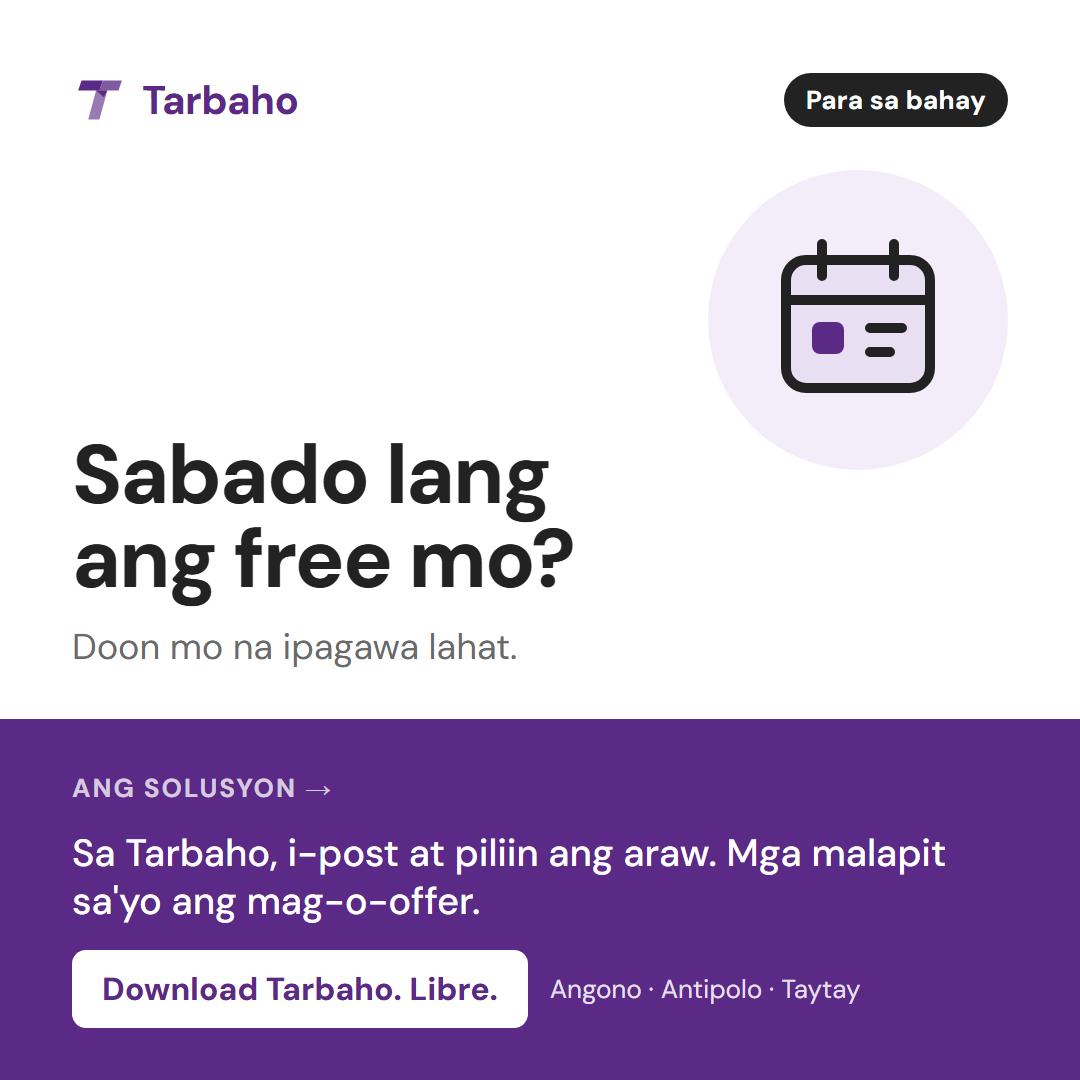 Tarbaho
Para sa bahay
Sabado lang
ang free mo?
Doon mo na ipagawa lahat.
ANG SOLUSYON →
Sa Tarbaho, i-post at piliin ang araw. Mga malapit
sa'yo ang mag-o-offer.
Download Tarbaho. Libre.
Angono · Antipolo · Taytay